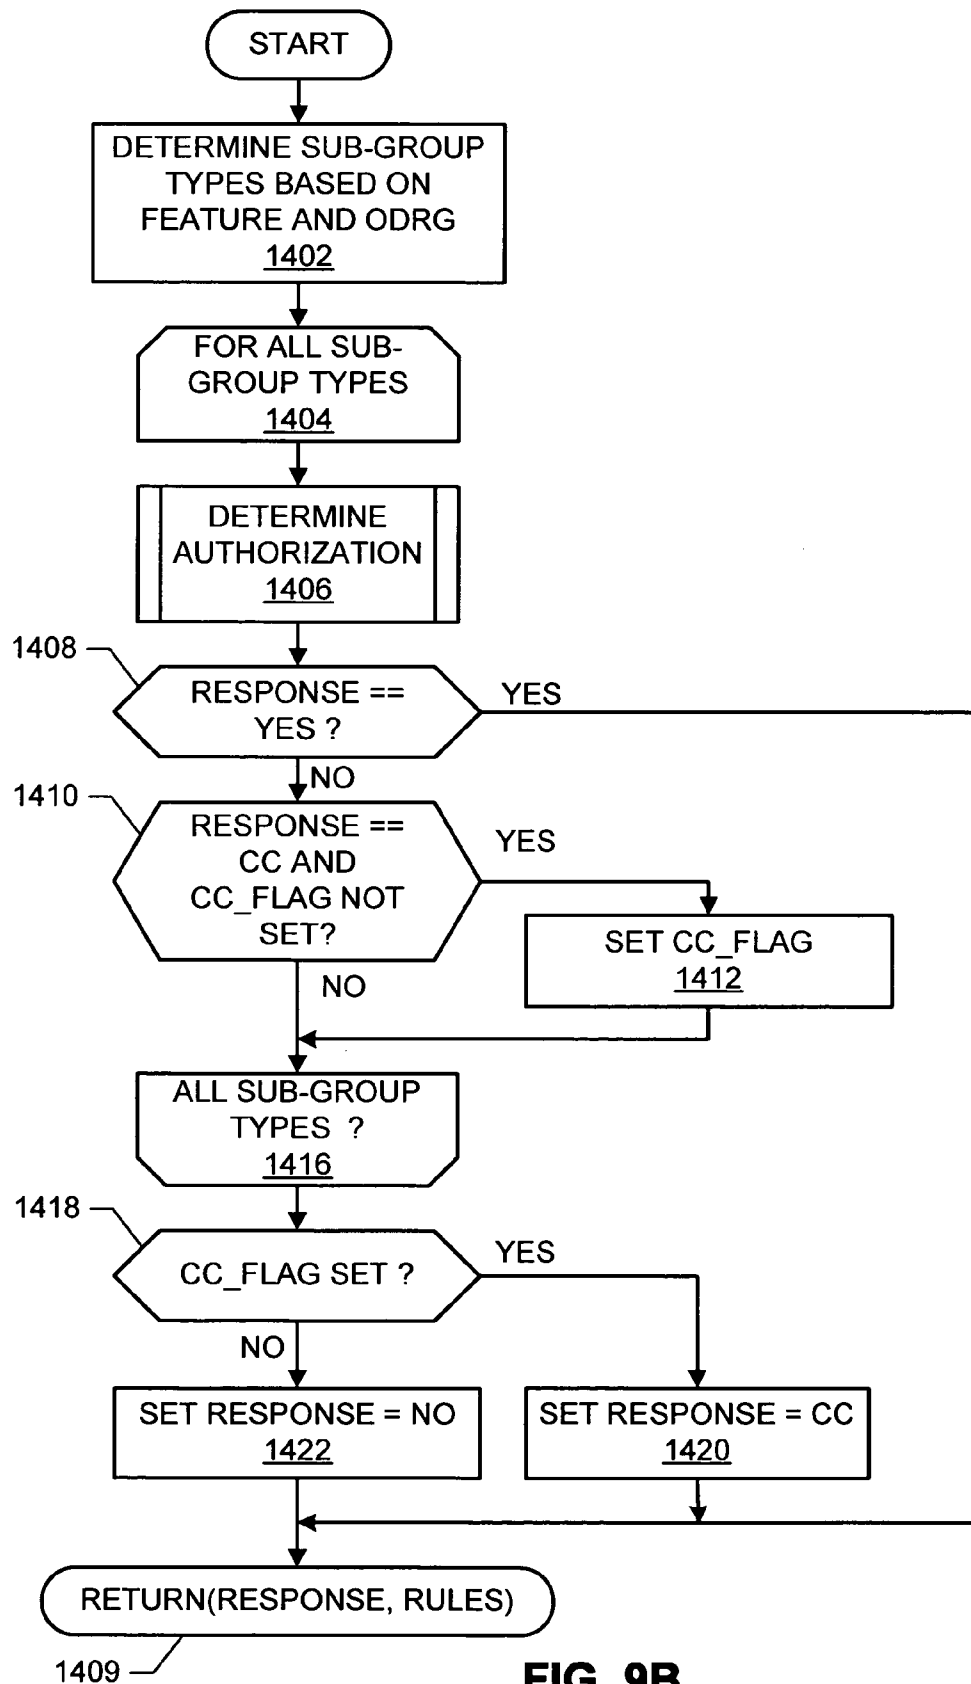 START
DETERMINE SUB-GROUP
TYPES BASED ON
FEATURE AND ODRG
1402
FOR ALL SUB-
GROUP TYPES
1404
DETERMINE
AUTHORIZATION
1406
1408
RESPONSE ==
YES ?
YES
NO
1410
RESPONSE ==
CC AND
CC_FLAG NOT
SET?
YES
SET CC_FLAG
1412
NO
ALL SUB-GROUP
TYPES ?
1416
1418
CC_FLAG SET ?
YES
NO
SET RESPONSE = NO
1422
SET RESPONSE = CC
1420
RETURN(RESPONSE, RULES)
1409
FIG. 9B